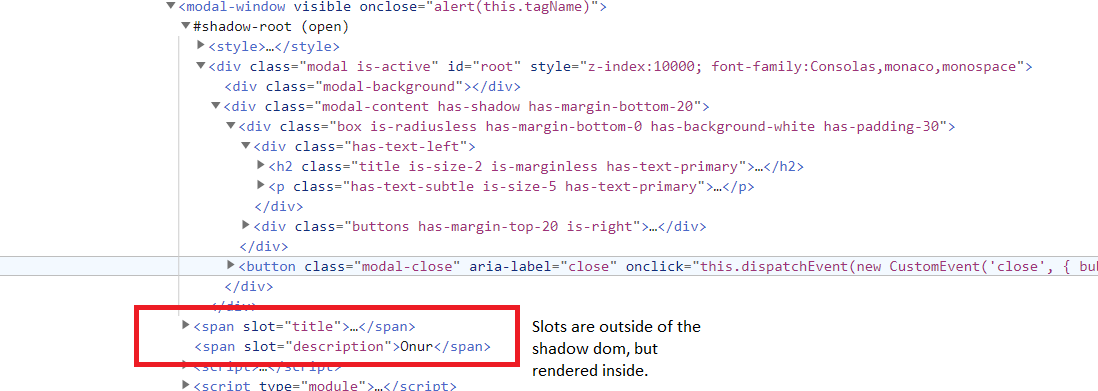 ▼<modal-window visible onclose="alert(this.tagName)">
▼#shadow-root (open)
▶<style>…</style>
▼<div class="modal is-active" id="root" style="z-index:10000; font-family:Consolas,monaco,monospace">
<div class="modal-background"></div>
▼<div class="modal-content has-shadow has-margin-bottom-20">
▼<div class="box is-radiusless has-margin-bottom-0 has-background-white has-padding-30">
▼<div class="has-text-left">
▶<h2 class="title is-size-2 is-marginless has-text-primary">…</h2>
▶<p class="has-text-subtle is-size-5 has-text-primary">…</p>
</div>
▶<div class="buttons has-margin-top-20 is-right">…</div>
</div>
▶<button class="modal-close" aria-label="close" onclick="this.dispatchEvent(new CustomEvent('close', { bu
</div>
</div>
▶<span slot="title">…</span>
<span slot="description">Onur</span>
Slots are outside of the
shadow dom, but
rendered inside.
▶<script>…</script>
▶<script type="module">…</script>